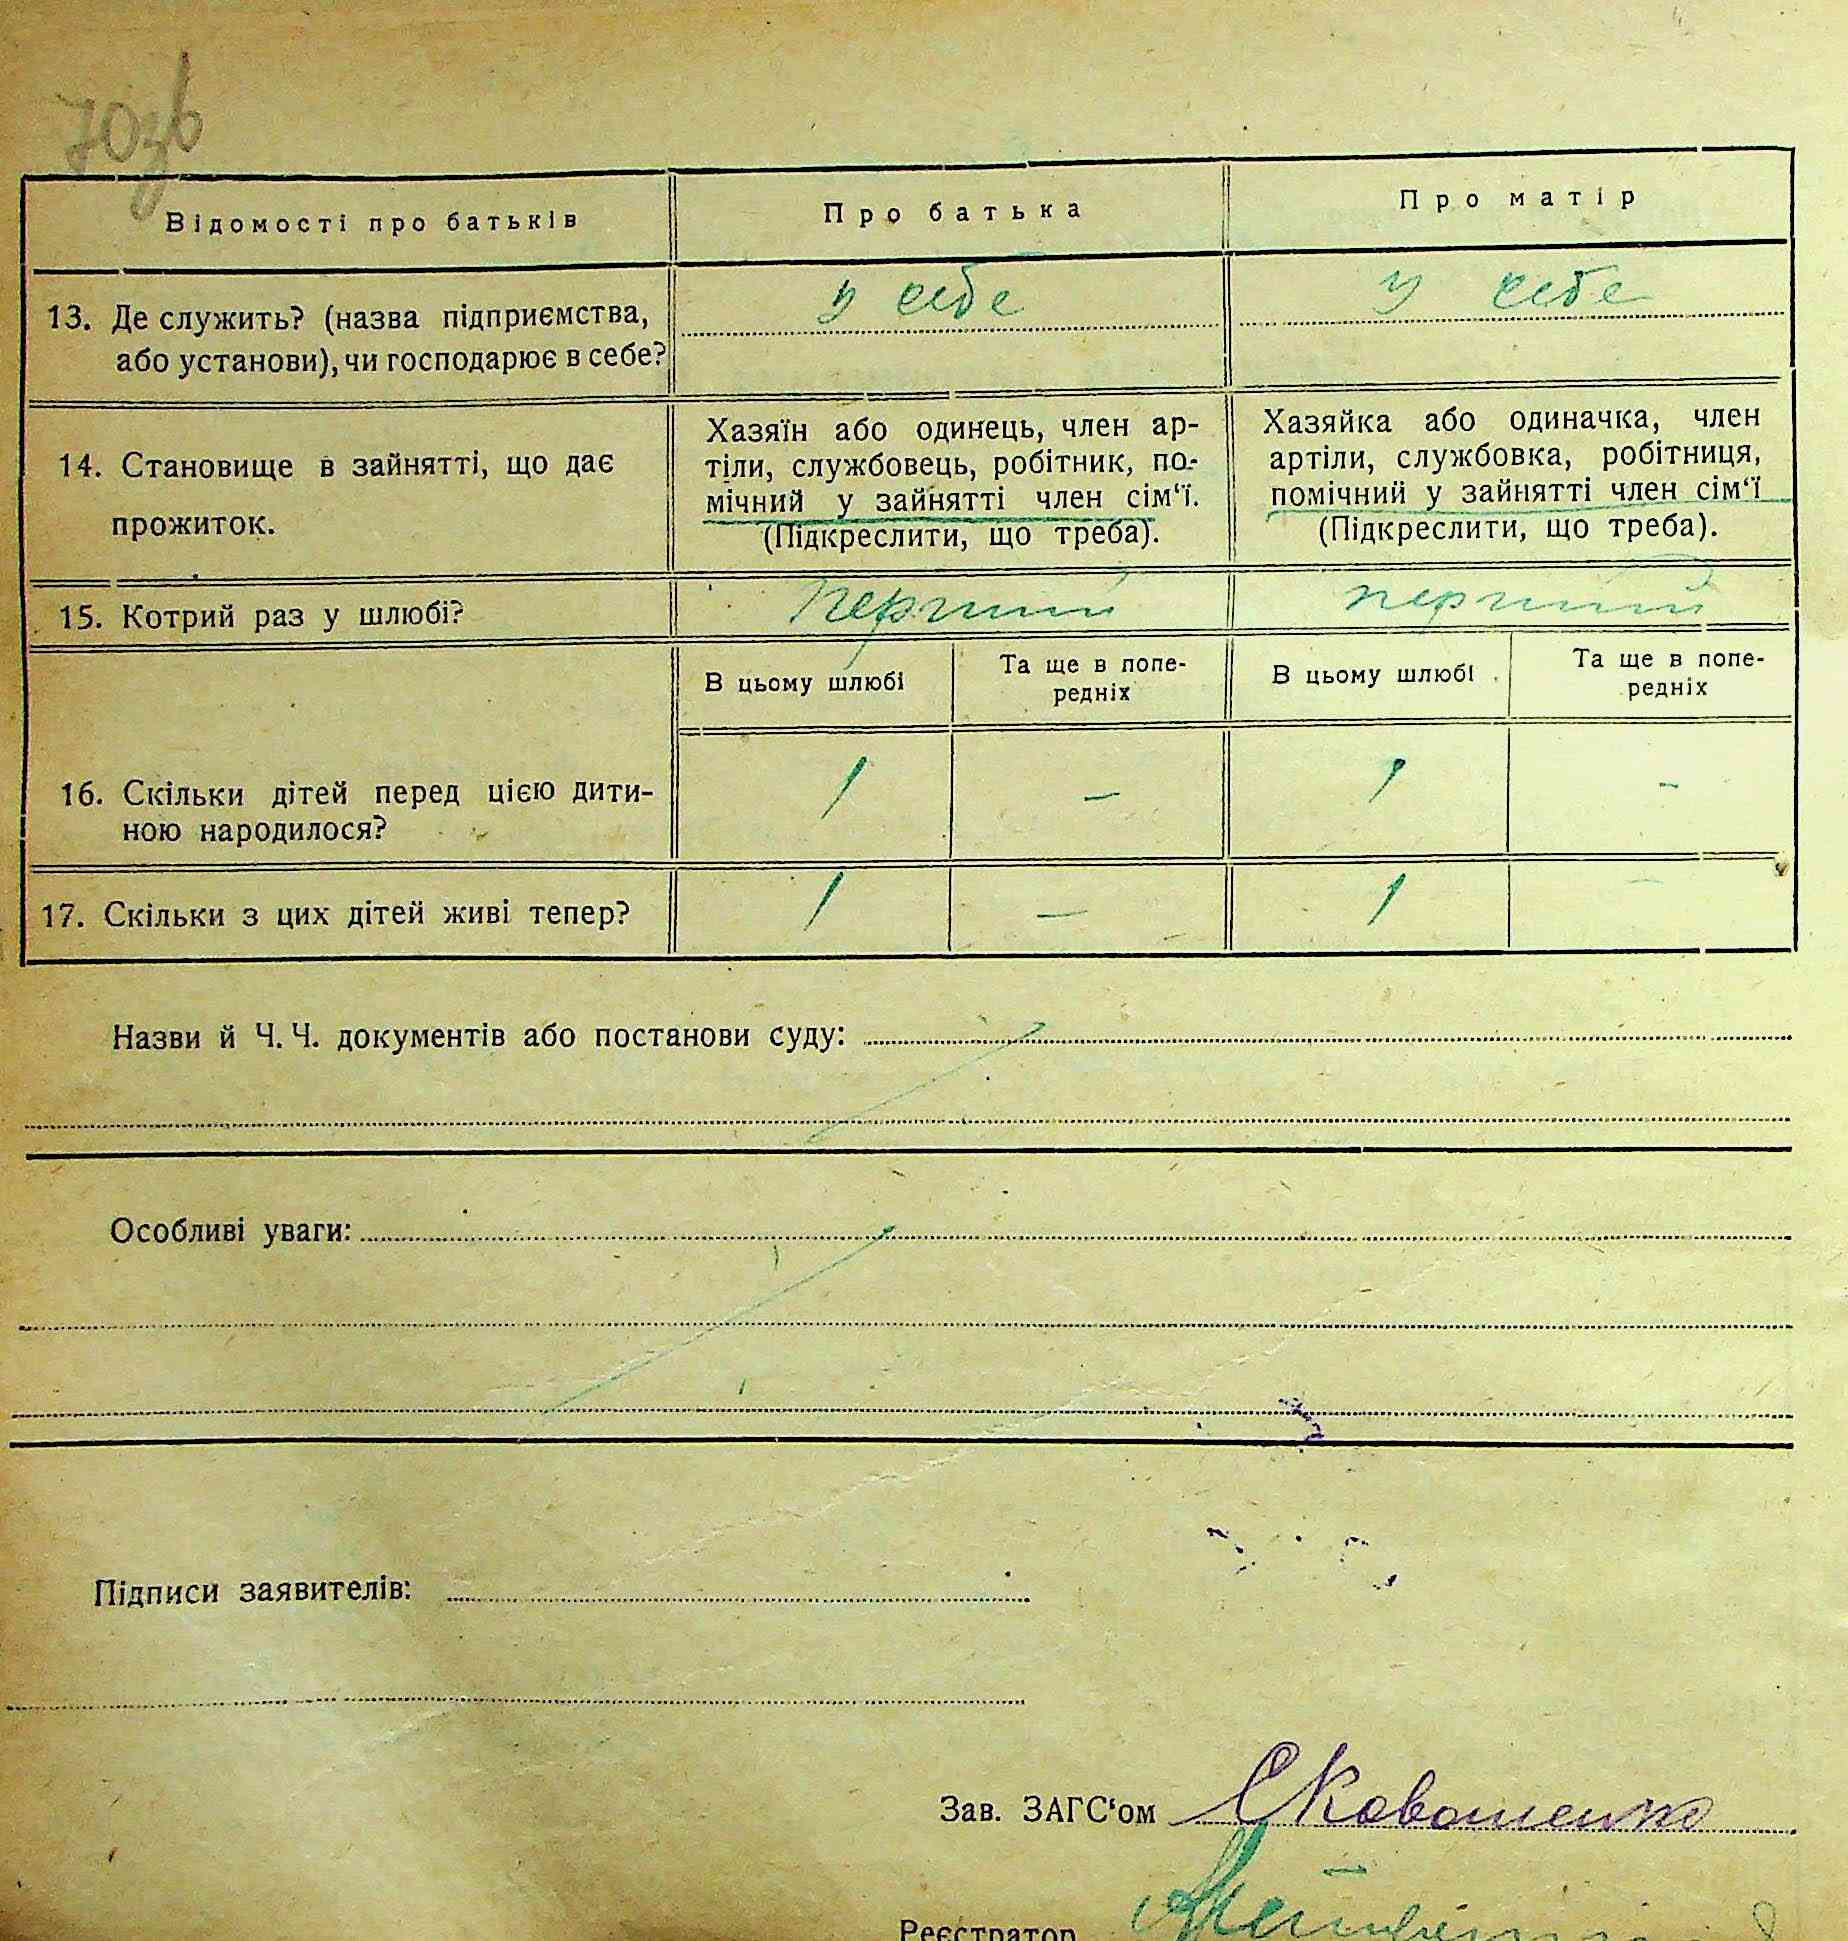 70зв
Відомості про батьків
Про батька
Про матір
13. Де служить? (назва підприємства,
або установи), чи господарює в себе?
у себе
у себе
14. Становище в зайнятті, що дає
прожиток.
Хазяїн або одинець, член ар-
тіли, службовець, робітник, по-
мічний у зайнятті член сім‘ї.
(Підкреслити, що треба).
Хазяйка або одиначка, член
артіли, службовка, робітниця,
помічний у зайнятті член сім‘ї
(Підкреслити, що треба).
15. Котрий раз у шлюбі?
перший
перший
В цьому шлюбі
Та ще в попе-
редніх
В цьому шлюбі
Та ще в попе-
редніх
16. Скільки дітей перед цією дити-
ною народилося?
1 – 1 -
17. Скільки з цих дітей живі тепер?
1 – 1 –
Назви й Ч. Ч. документів або постанови суду:
Особливі уваги:
Підписи заявителів:
Зав. ЗАГС‘ом
Реєстратор